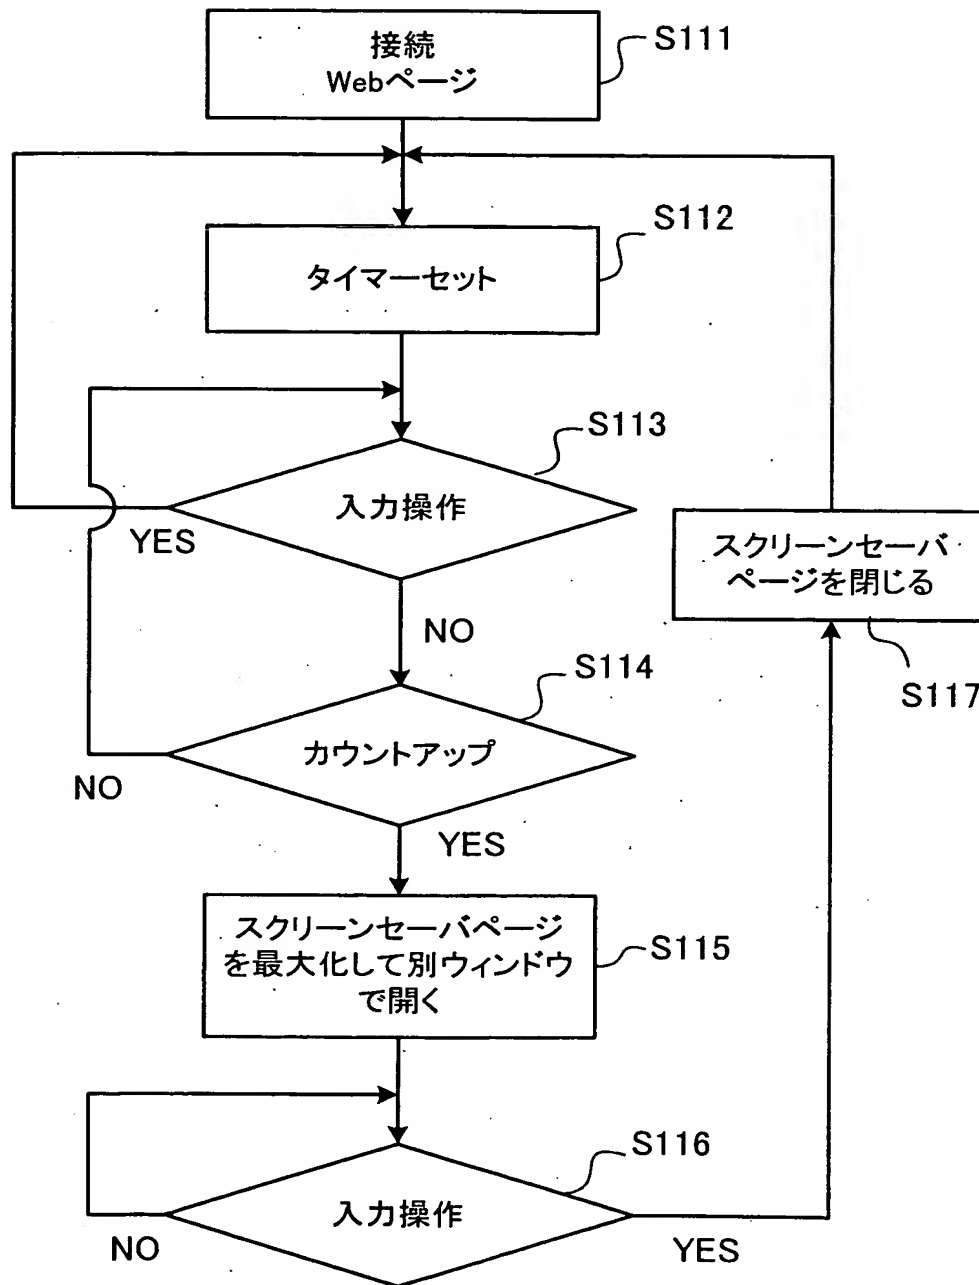 接続
Webページ
S111
S112
タイマーセット
S113
入力操作
YES
NO
スクリーンセーバ
ページを閉じる
S117
S114
カウントアップ
NO
YES
スクリーンセーバページ
を最大化して別ウィンドウ
で開く
S115
S116
入力操作
NO
YES